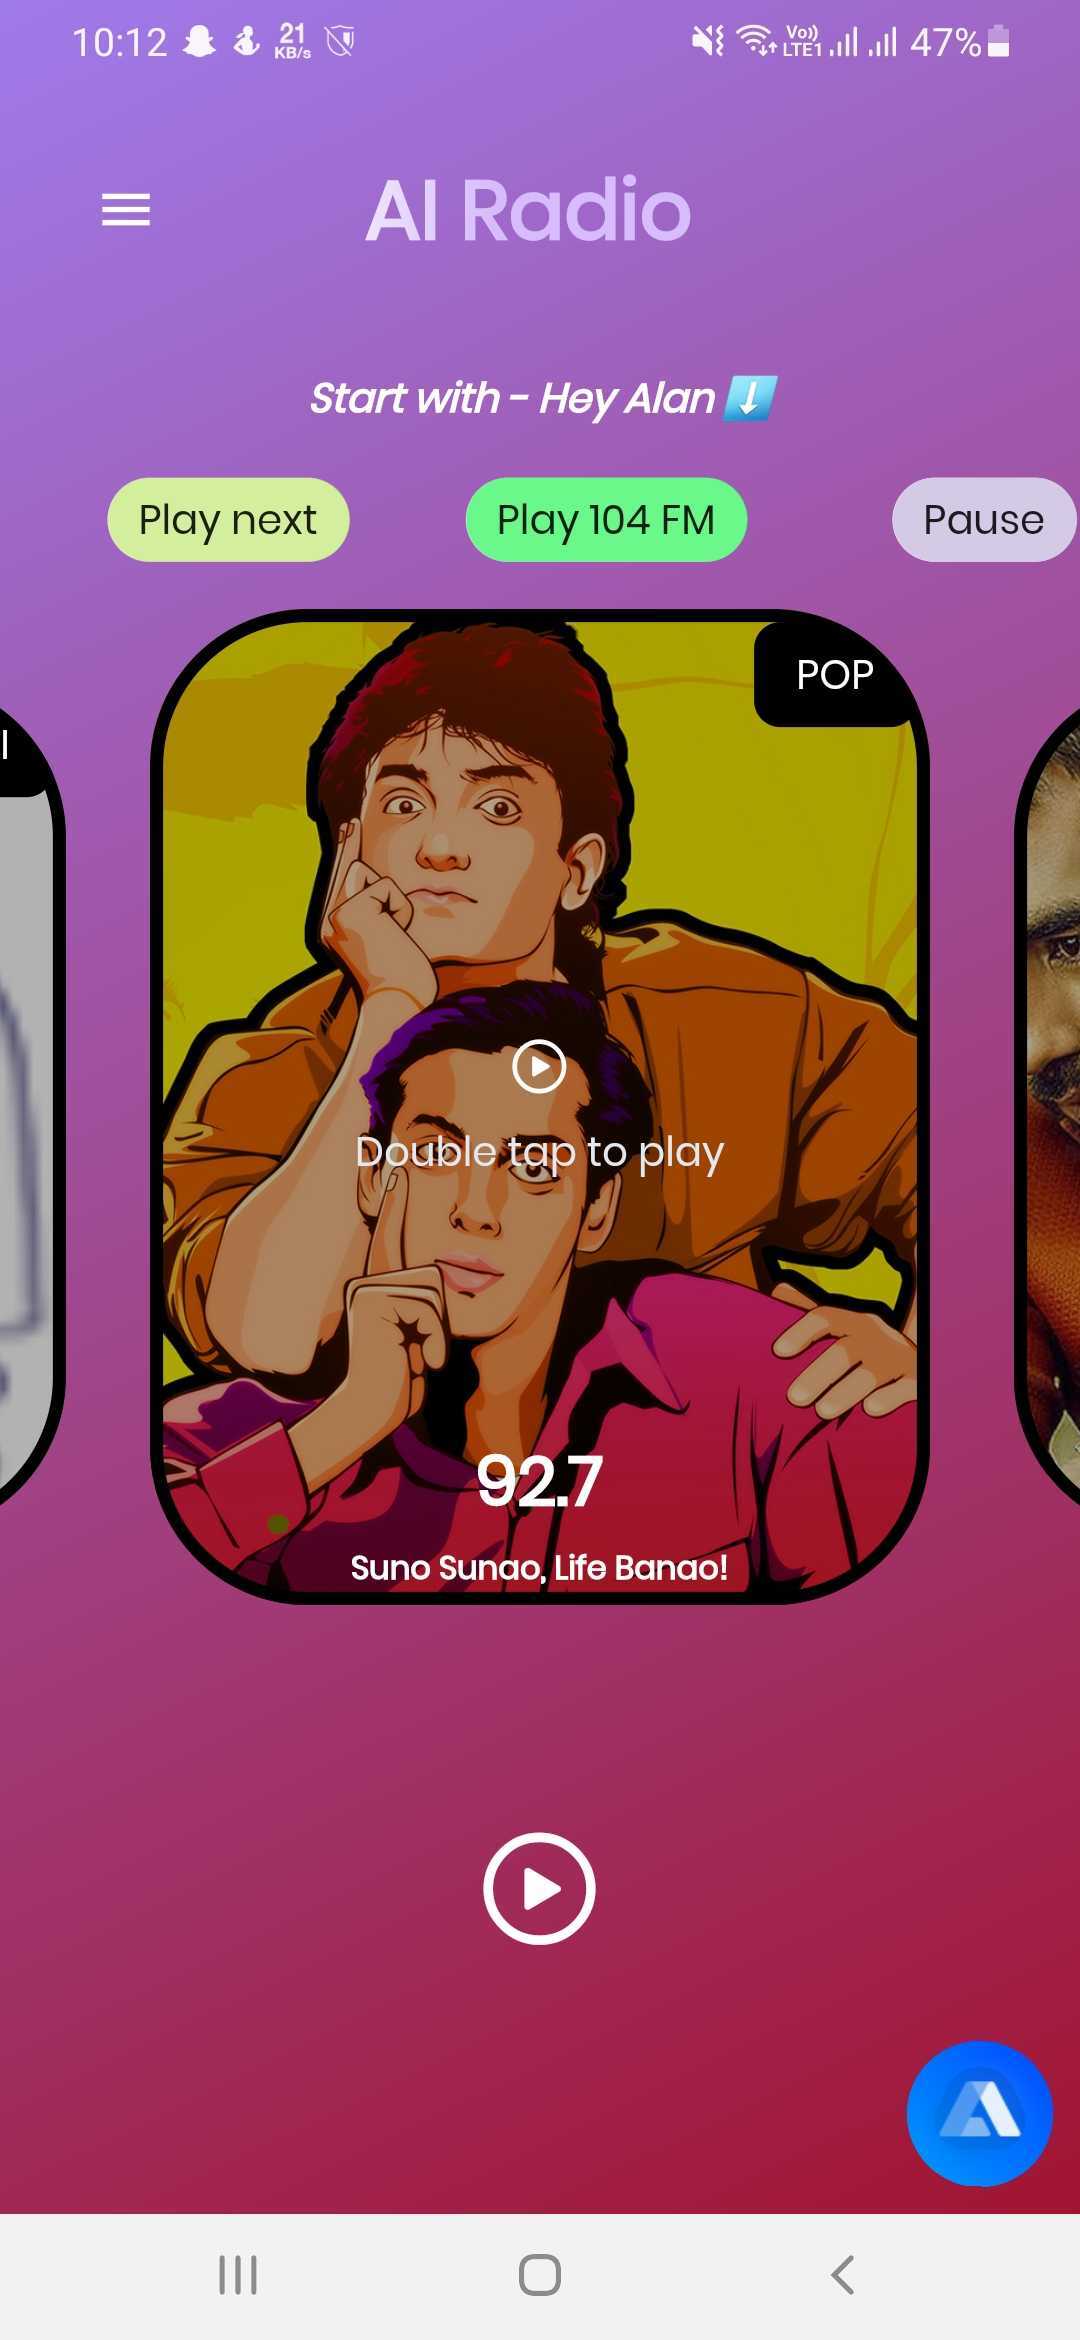 10:12 21 KB/s Vo)) LTE1 47%
AI Radio
Start with - Hey Alan ⬇️
Play next Play 104 FM Pause
POP
Double tap to play
92.7
Suno Sunao, Life Banao!